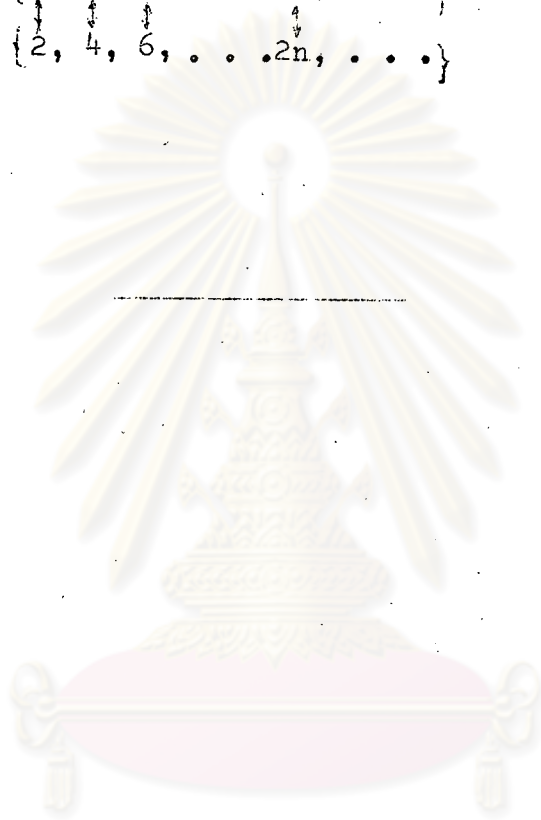 ↕ ↕ ↕ ↕
{2, 4, 6, . . . 2n, . . . .}